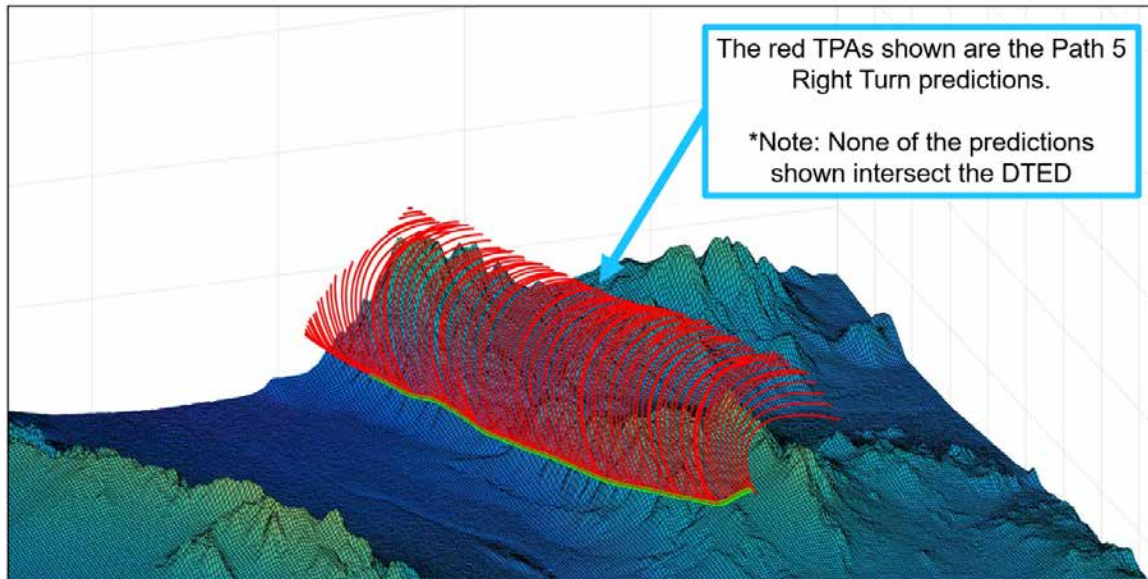 The red TPAs shown are the Path 5
Right Turn predictions.
*Note: None of the predictions
shown intersect the DTED